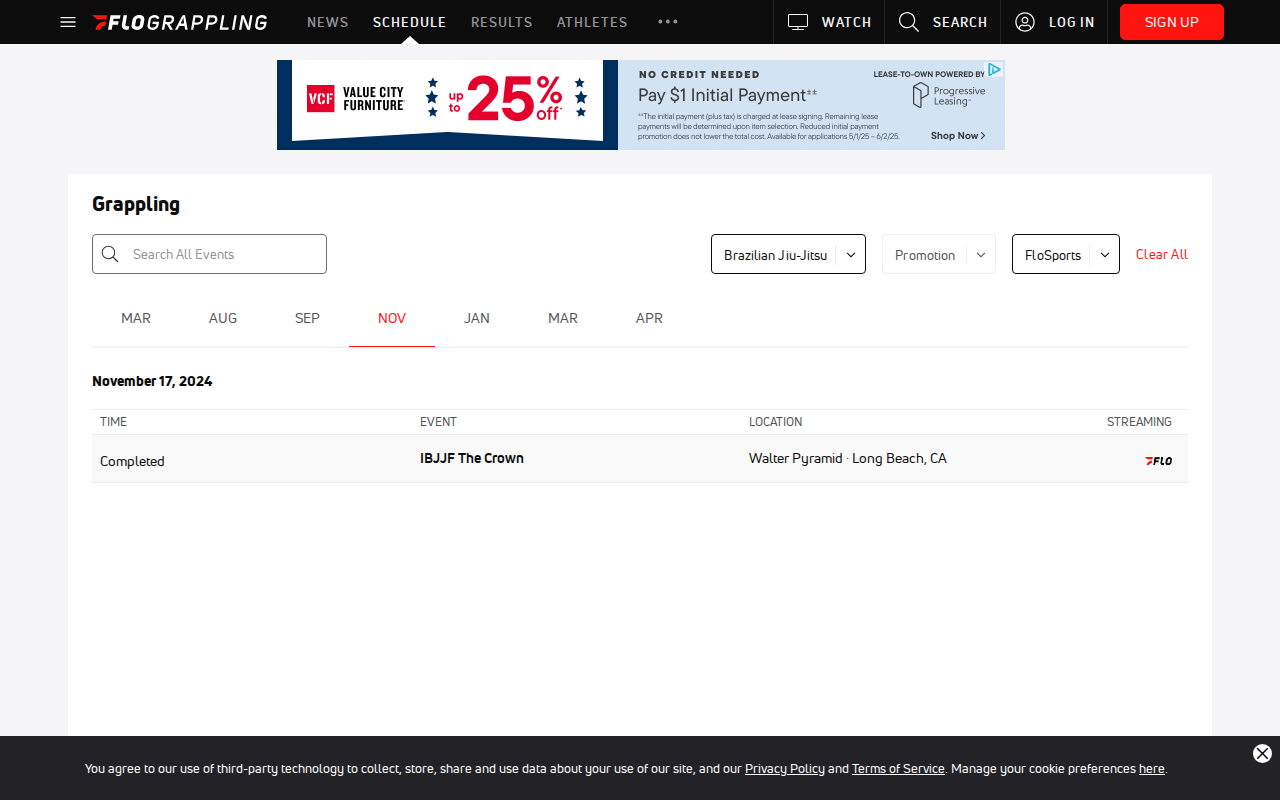 FLOGRAPPLING NEWS SCHEDULE RESULTS ATHLETES WATCH SEARCH LOG IN SIGN UP
VCF VALUE CITY FURNITURE up to 25% off*
NO CREDIT NEEDED
Pay $1 Initial Payment‡‡
‡‡The initial payment (plus tax) is charged at lease signing. Remaining lease
payments will be determined upon item selection. Reduced initial payment
promotion does not lower the total cost. Available for applications 5/1/25 – 6/2/25.
LEASE-TO-OWN POWERED BY
Progressive
Leasing
Shop Now
Grappling
Search All Events
Brazilian Jiu-Jitsu
Promotion
FloSports
Clear All
MAR AUG SEP NOV JAN MAR APR
November 17, 2024
TIME EVENT LOCATION STREAMING
Completed IBJJF The Crown Walter Pyramid · Long Beach, CA FLO
You agree to our use of third-party technology to collect, store, share and use data about your use of our site, and our Privacy Policy and Terms of Service. Manage your cookie preferences here.